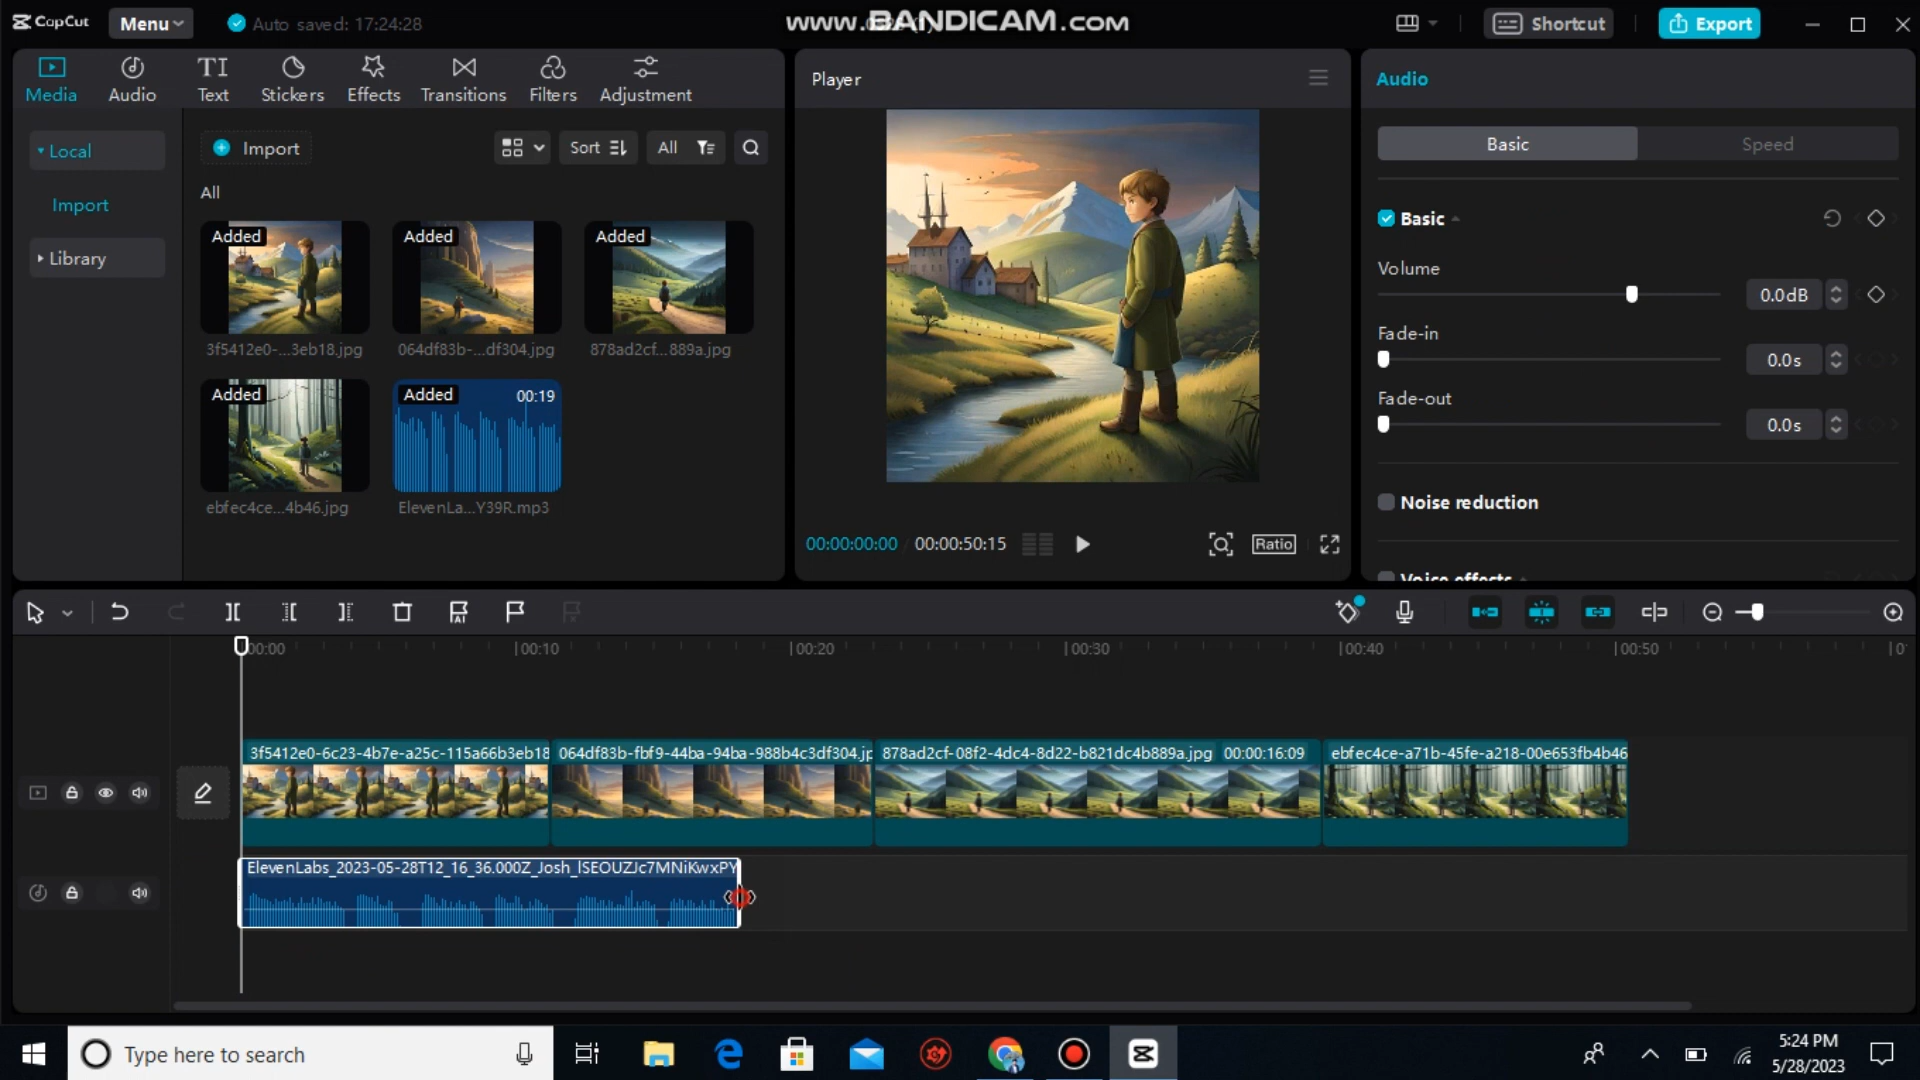 CapCut
Menu
Auto saved: 17:24:28
www.BANDICAM.com
Shortcut
Export
Media
Audio
Text
Stickers
Effects
Transitions
Filters
Adjustment
Player
Audio
Local
Import
Library
Import
Sort
All
All
Added
3f5412e0-...3eb18.jpg
Added
064df83b-...df304.jpg
Added
878ad2cf...889a.jpg
Added
ebfec4ce...4b46.jpg
Added 00:19
ElevenLa...Y39R.mp3
00:00:00:00 / 00:00:50:15
Ratio
Basic
Speed
Basic
Volume
0.0dB
Fade-in
0.0s
Fade-out
0.0s
Noise reduction
Voice effects
00:00
00:10
00:20
00:30
00:40
00:50
3f5412e0-6c23-4b7e-a25c-115a66b3eb18
064df83b-fbf9-44ba-94ba-988b4c3df304.jp
878ad2cf-08f2-4dc4-8d22-b821dc4b889a.jpg 00:00:16:09
ebfec4ce-a71b-45fe-a218-00e653fb4b46
ElevenLabs_2023-05-28T12_16_36.000Z_Josh_lSEOUZJc7MNiKwxPY
Type here to search
5:24 PM
5/28/2023